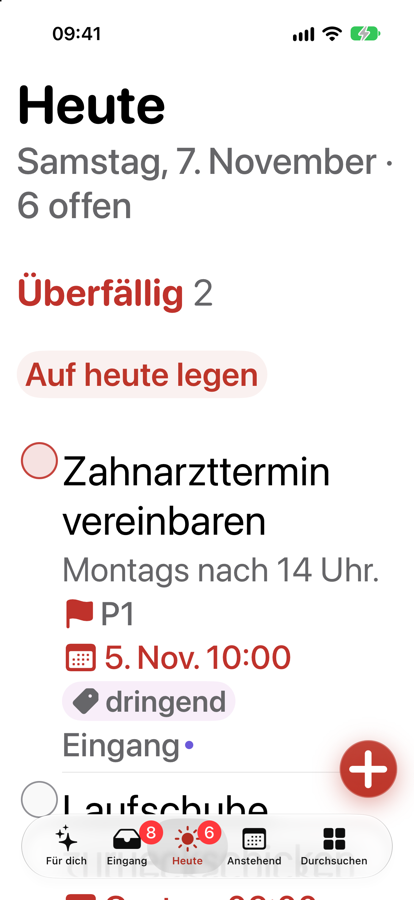 09:41
Heute
Samstag, 7. November ·
6 offen
Überfällig 2
Auf heute legen
Zahnarzttermin
vereinbaren
Montags nach 14 Uhr.
P1
5. Nov. 10:00
dringend
Eingang
Laufschuhe
8
6
Für dich
Eingang
Heute
Anstehend
Durchsuchen